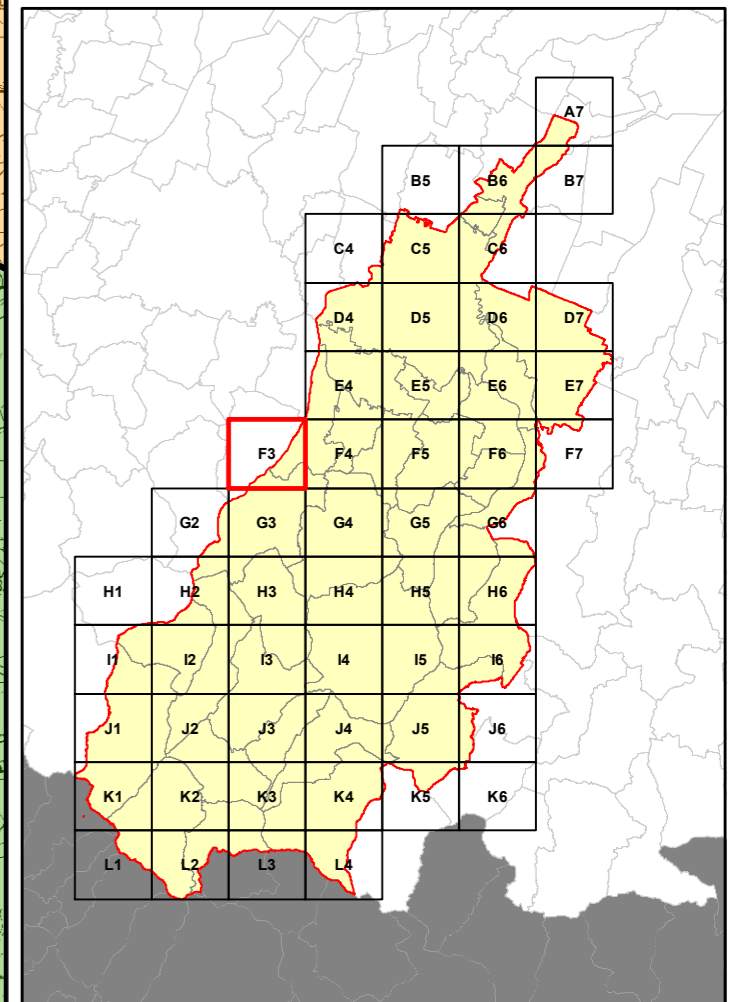 A7
B5 B6 B7
C4 C5 C6
D4 D5 D6 D7
E4 E5 E6 E7
F3 F4 F5 F6 F7
G2 G3 G4 G5 G6
H1 H2 H3 H4 H5 H6
I1 I2 I3 I4 I5 I6
J1 J2 J3 J4 J5 J6
K1 K2 K3 K4 K5 K6
L1 L2 L3 L4